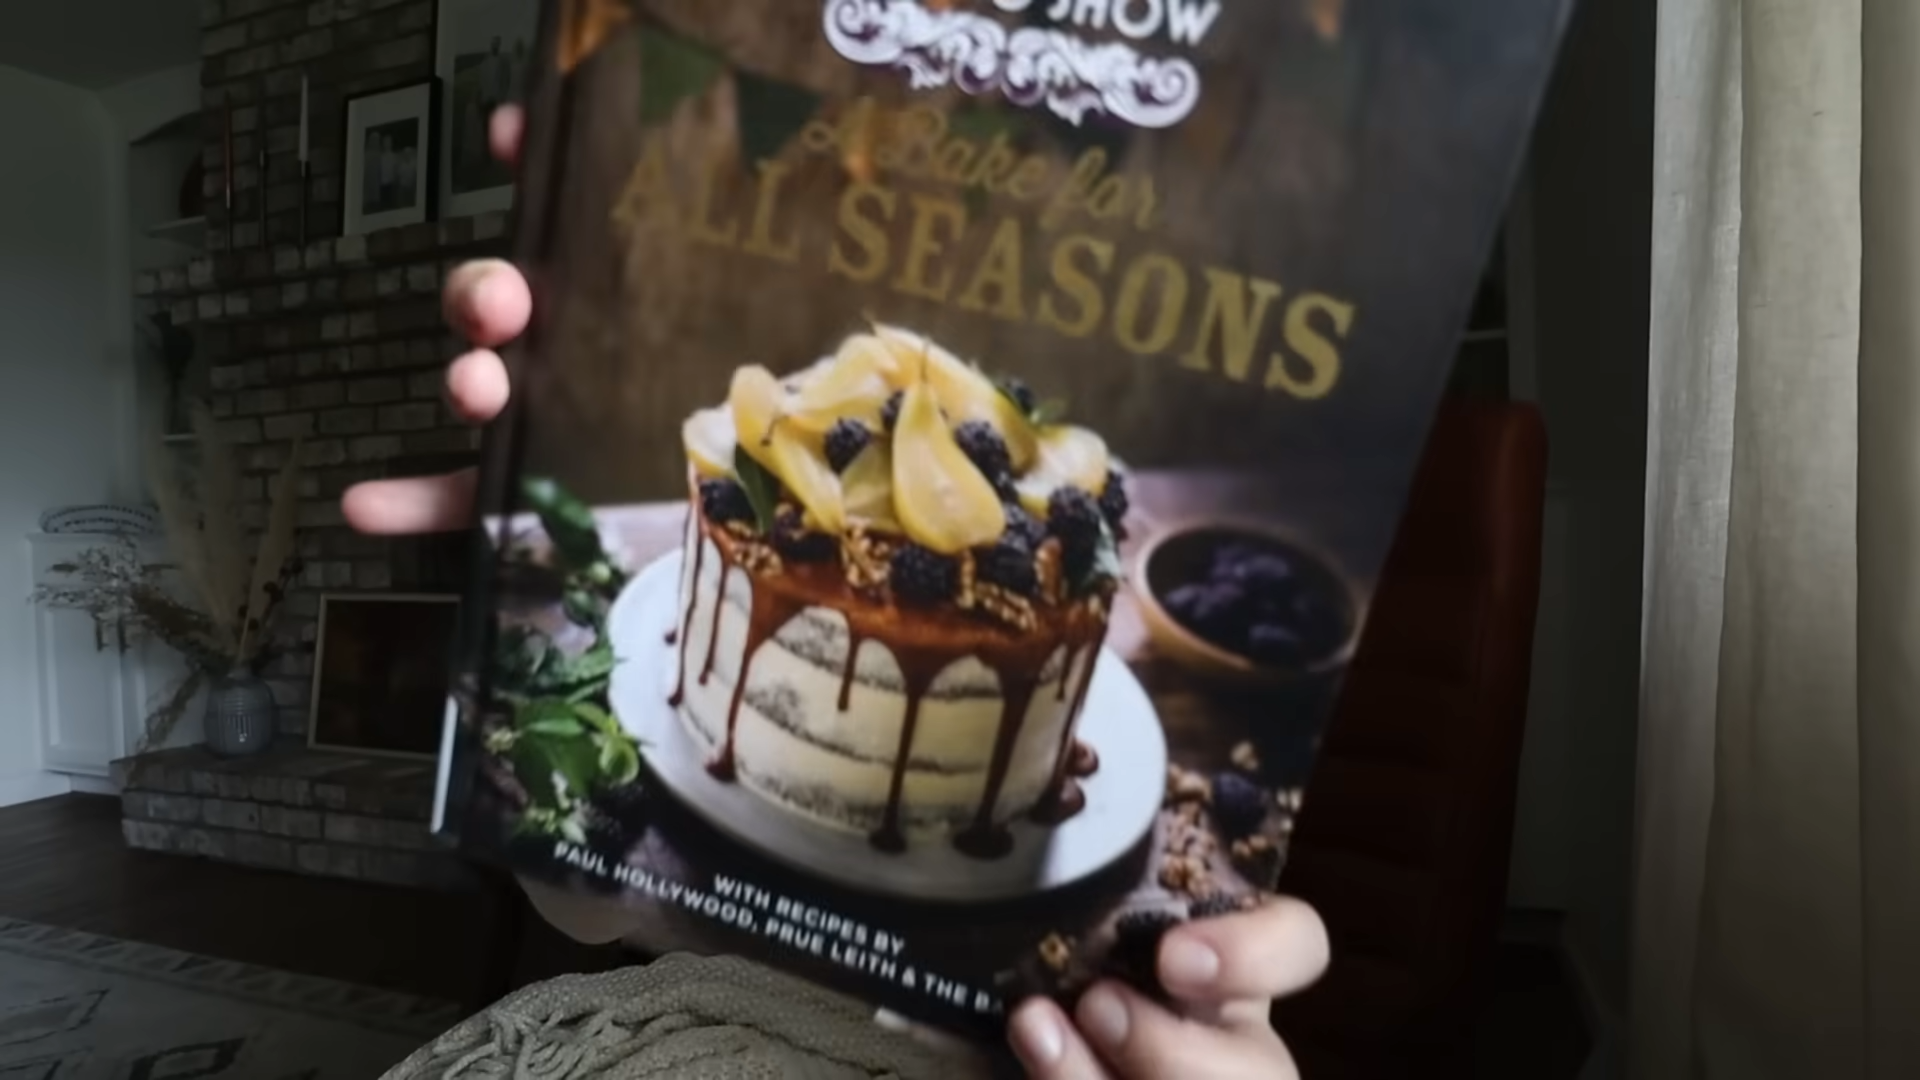 SHOW
A Bake for
ALL SEASONS
WITH RECIPES BY
PAUL HOLLYWOOD, PRUE LEITH & THE